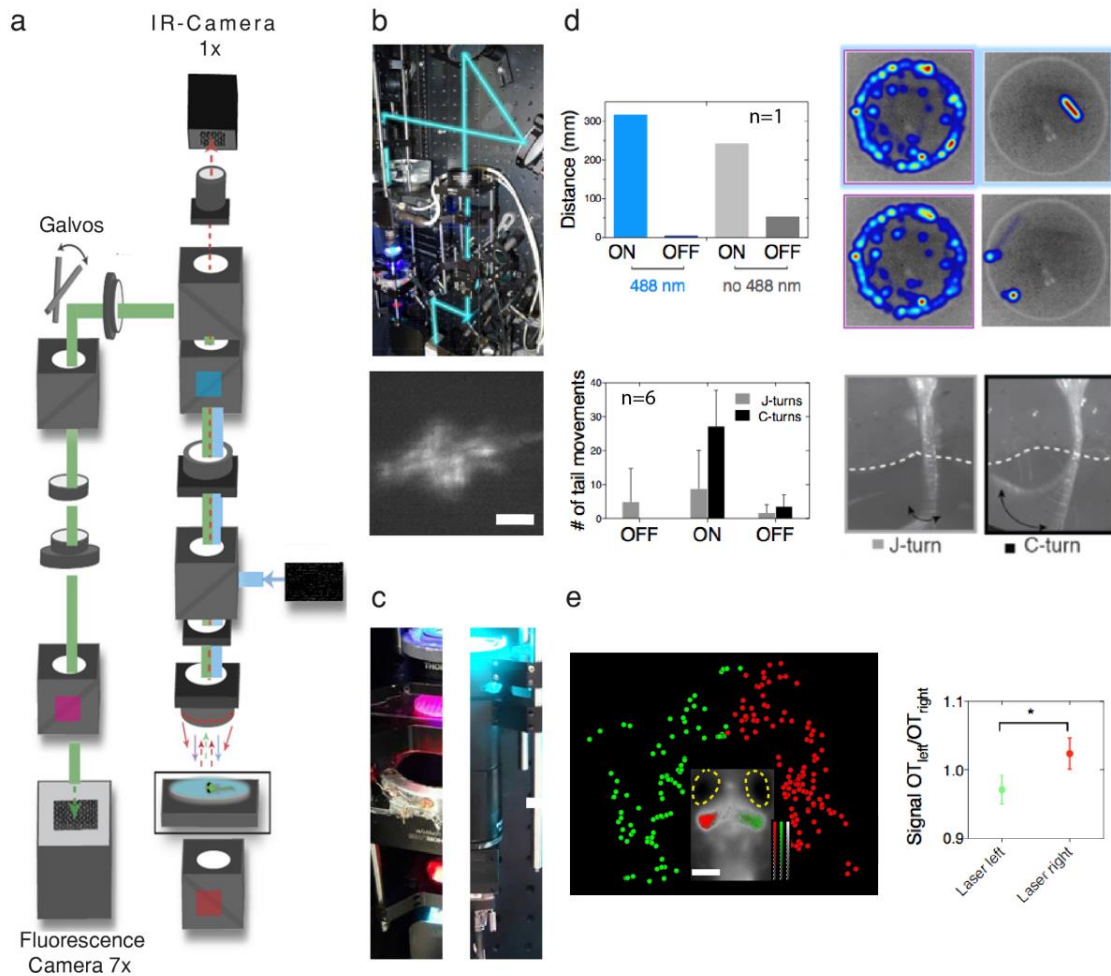 a
IR-Camera
1x
Galvos
Fluorescence
Camera 7x
b
c
d
Distance (mm)
300
200
100
0
n=1
ON OFF ON OFF
488 nm no 488 nm
# of tail movements
40
30
20
10
0
n=6
J-turns
C-turns
OFF ON OFF
J-turn C-turn
e
Signal OTleft/OTright
1.1
1.0
0.9
*
Laser left
Laser right